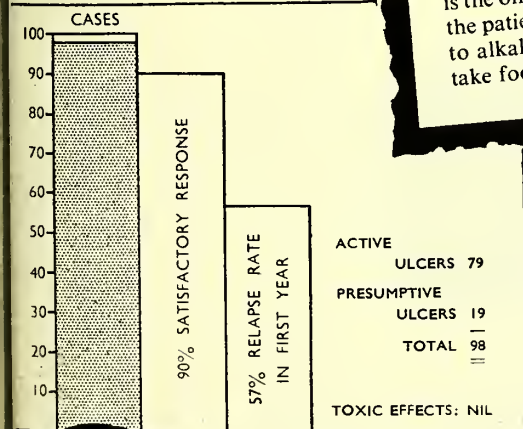 is the on
the patie
to alkal
take foo
CASES
100
90
80
70
60
50
40
30
20
10
90% SATISFACTORY RESPONSE
57% RELAPSE RATE
IN FIRST YEAR
ACTIVE
ULCERS 79
PRESUMPTIVE
ULCERS 19
TOTAL 98
TOXIC EFFECTS: NIL